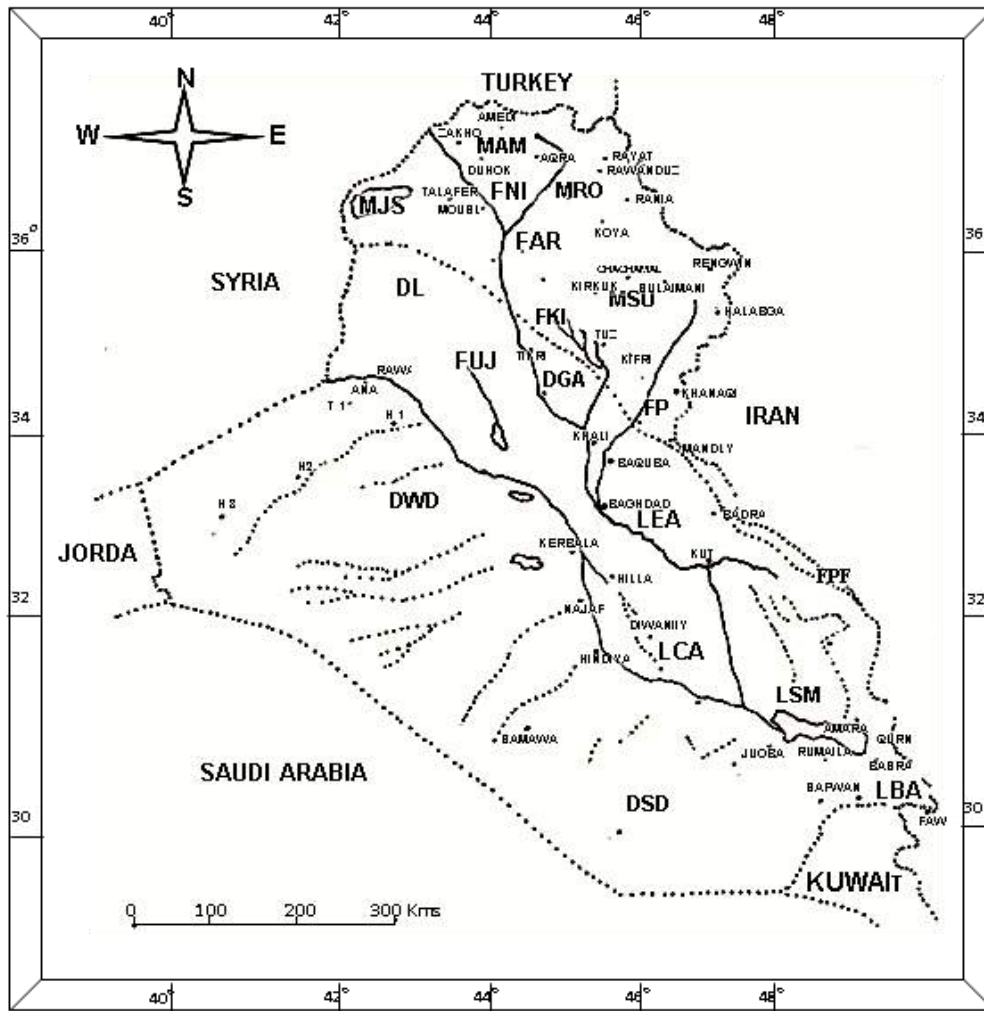 40° 42° 44° 46° 48°
N
TURKEY
AMEDI
W E
ZAKHO
MAM
DUHOK AQRA RAYAT
RAWANDUZ
S
FNI MRO
TALAFER RANIA
MJS MOUSL
KOYA
36° FAR 36
RENGWIN
SYRIA
CHACHAMAL
DL KIRKUK SULAIMANI
MSU
FKI HALABGA
TUZ
TIKRI KIFRI
FUJ
RAWA DGA
ANA KHANAQI
T 1 FP IRAN
H 1
34 KHALI 34
MANDLY
BAQUBA
H2
DWD
BAGHDAD BADRA
H 3 LEA
JORDA KERBALA KUT
HILLA FPF
32 NAJAF 32
DIWANIY
LCA
HINDIYA
LSM
AMARA
SAMAWA QURN
JUOBA RUMAILA BASRA
SAUDI ARABIA
BAPWAN LBA
DSD
30 FAW 30
KUWAIT
0 100 200 300 Kms
40° 42 44° 46° 48°